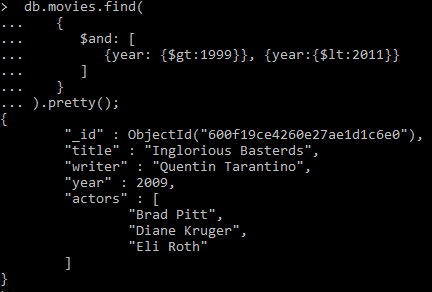 >  db.movies.find(
...     {
...       $and: [
...          {year: {$gt:1999}}, {year:{$lt:2011}}
...       ]
...     }
... ).pretty();
{
        "_id" : ObjectId("600f19ce4260e27ae1d1c6e0"),
        "title" : "Inglorious Basterds",
        "writer" : "Quentin Tarantino",
        "year" : 2009,
        "actors" : [
                "Brad Pitt",
                "Diane Kruger",
                "Eli Roth"
        ]
}